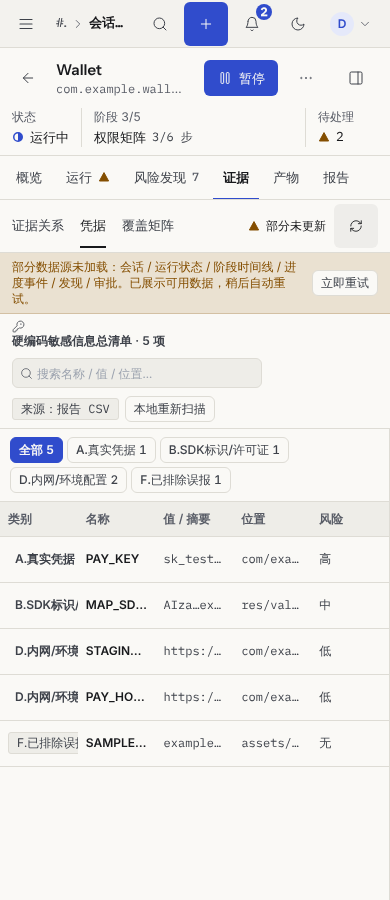 #. 会话…
2
D
Wallet
com.example.wall…
暂停
状态
运行中
阶段 3/5
权限矩阵 3/6 步
待处理
2
概览 运行 风险发现 7 证据 产物 报告
证据关系 凭据 覆盖矩阵 部分未更新
部分数据源未加载：会话 / 运行状态 / 阶段时间线 / 进
度事件 / 发现 / 审批。已展示可用数据，稍后自动重
试。
立即重试
硬编码敏感信息总清单 · 5 项
搜索名称 / 值 / 位置…
来源：报告 CSV 本地重新扫描
全部 5 A.真实凭据 1 B.SDK标识/许可证 1
D.内网/环境配置 2 F.已排除误报 1
类别 名称 值 / 摘要 位置 风险
A.真实凭据 PAY_KEY sk_test… com/exa… 高
B.SDK标识/ MAP_SD… AIza…ex… res/val… 中
D.内网/环境 STAGIN… https:/… com/exa… 低
D.内网/环境 PAY_HO… https:/… com/exa… 低
F.已排除误报 SAMPLE… example… assets/… 无